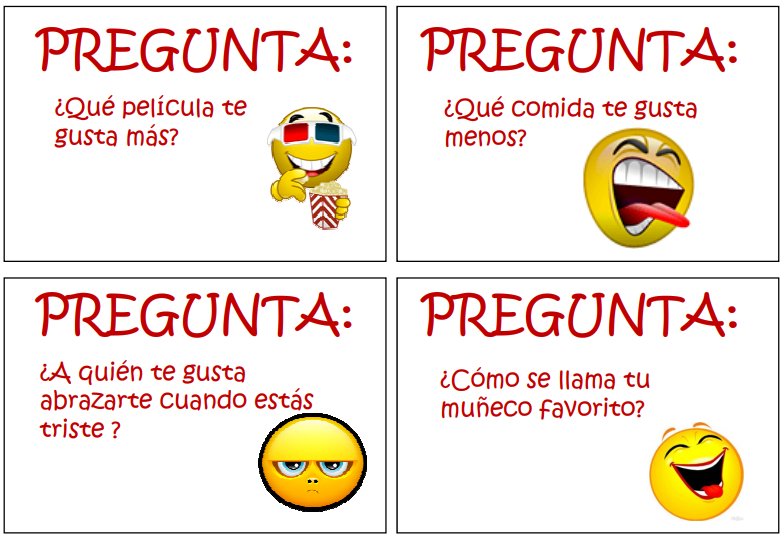 PREGUNTA:
¿Qué película te
gusta más?
PREGUNTA:
¿Qué comida te gusta
menos?
PREGUNTA:
¿A quién te gusta
abrazarte cuando estás
triste ?
PREGUNTA:
¿Cómo se llama tu
muñeco favorito?